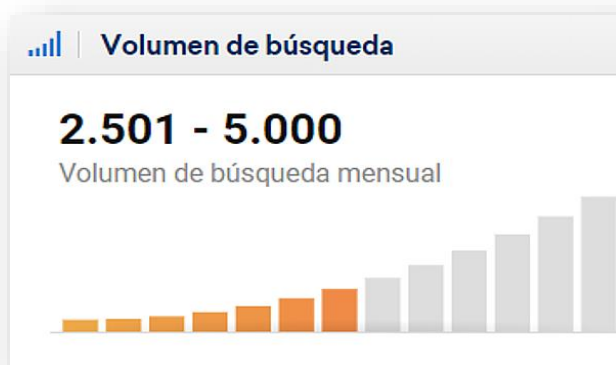 Volumen de búsqueda
2.501 - 5.000
Volumen de búsqueda mensual